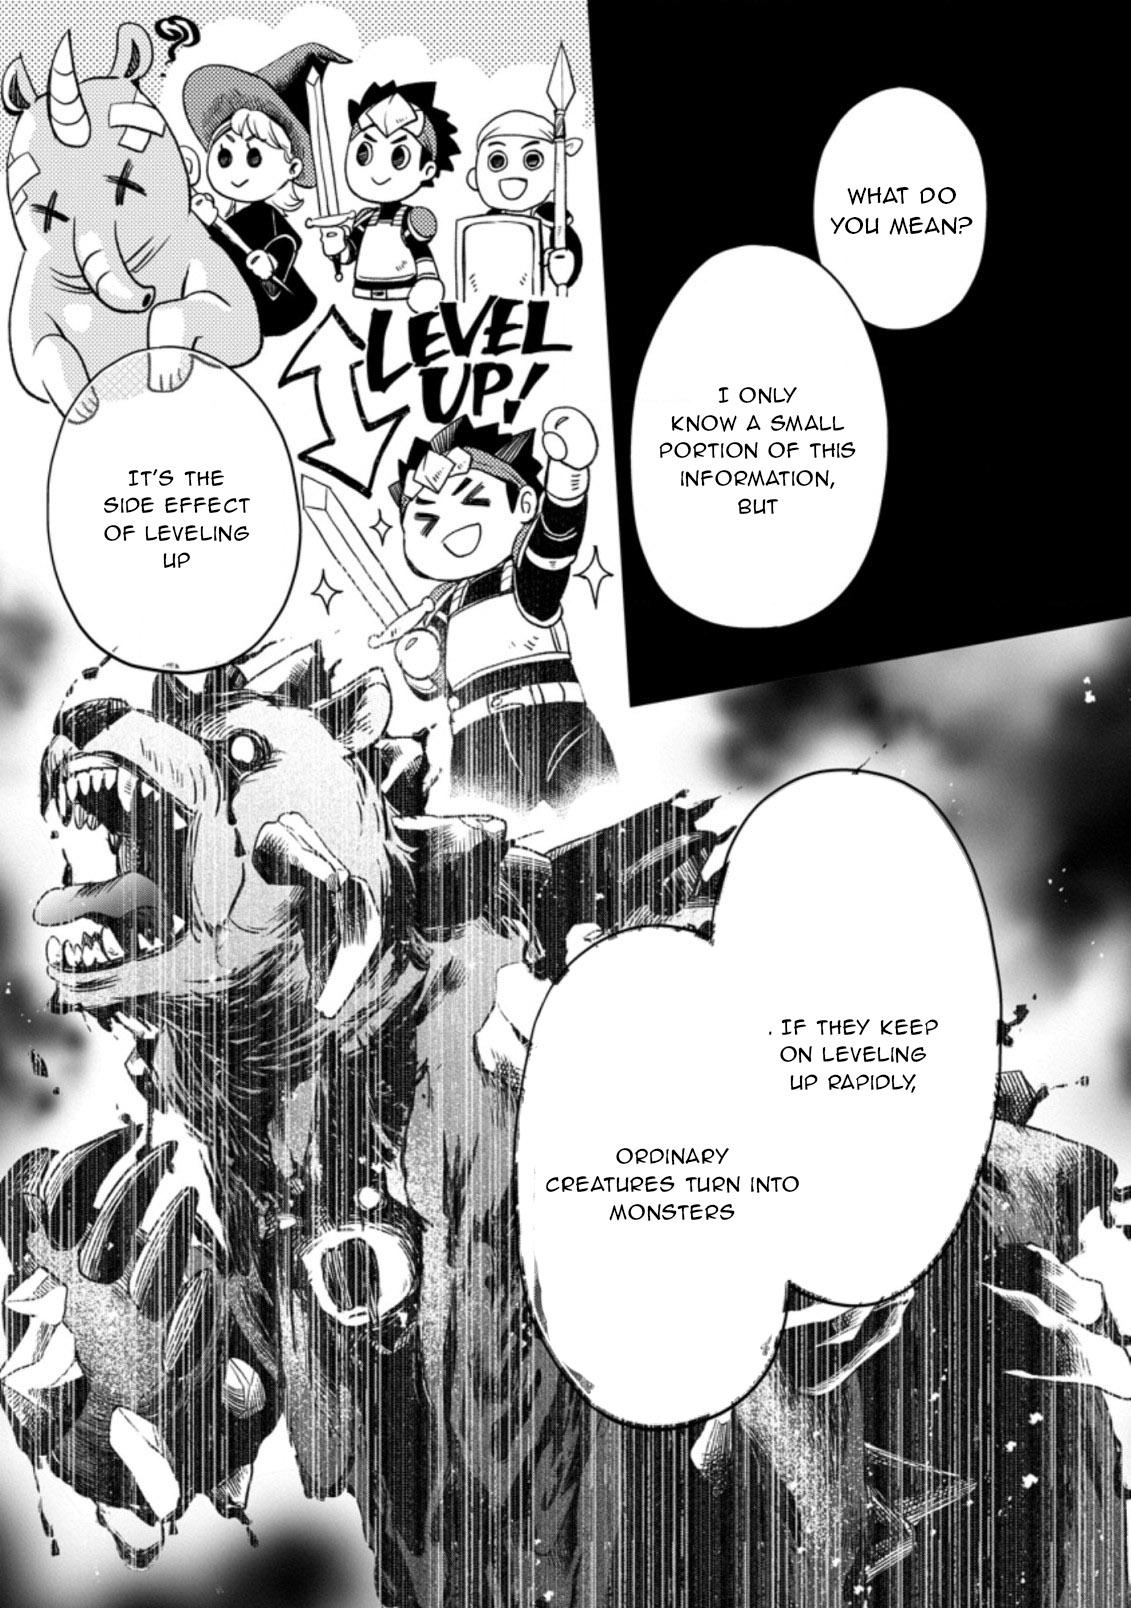 WHAT DO
YOU MEAN?
I ONLY
KNOW A SMALL
PORTION OF THIS
INFORMATION,
BUT
LEVEL
UP!
IT'S THE
SIDE EFFECT
OF LEVELING
UP
. IF THEY KEEP
ON LEVELING
UP RAPIDLY,
ORDINARY
CREATURES TURN INTO
MONSTERS